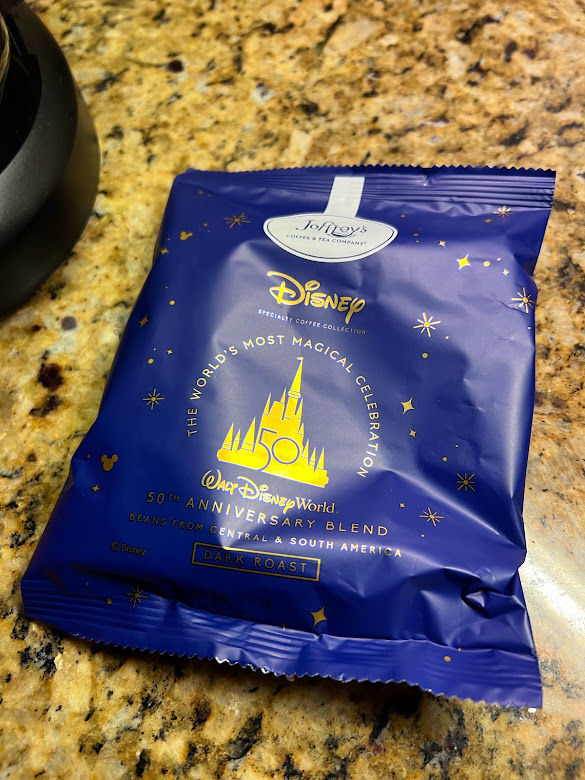 Joffrey's
COFFEE & TEA COMPANY®
Disney
SPECIALTY COFFEE COLLECTION
THE WORLD'S MOST MAGICAL CELEBRATION
50
Walt Disney World™
50TH ANNIVERSARY BLEND
BEANS FROM CENTRAL & SOUTH AMERICA
© Disney
DARK ROAST